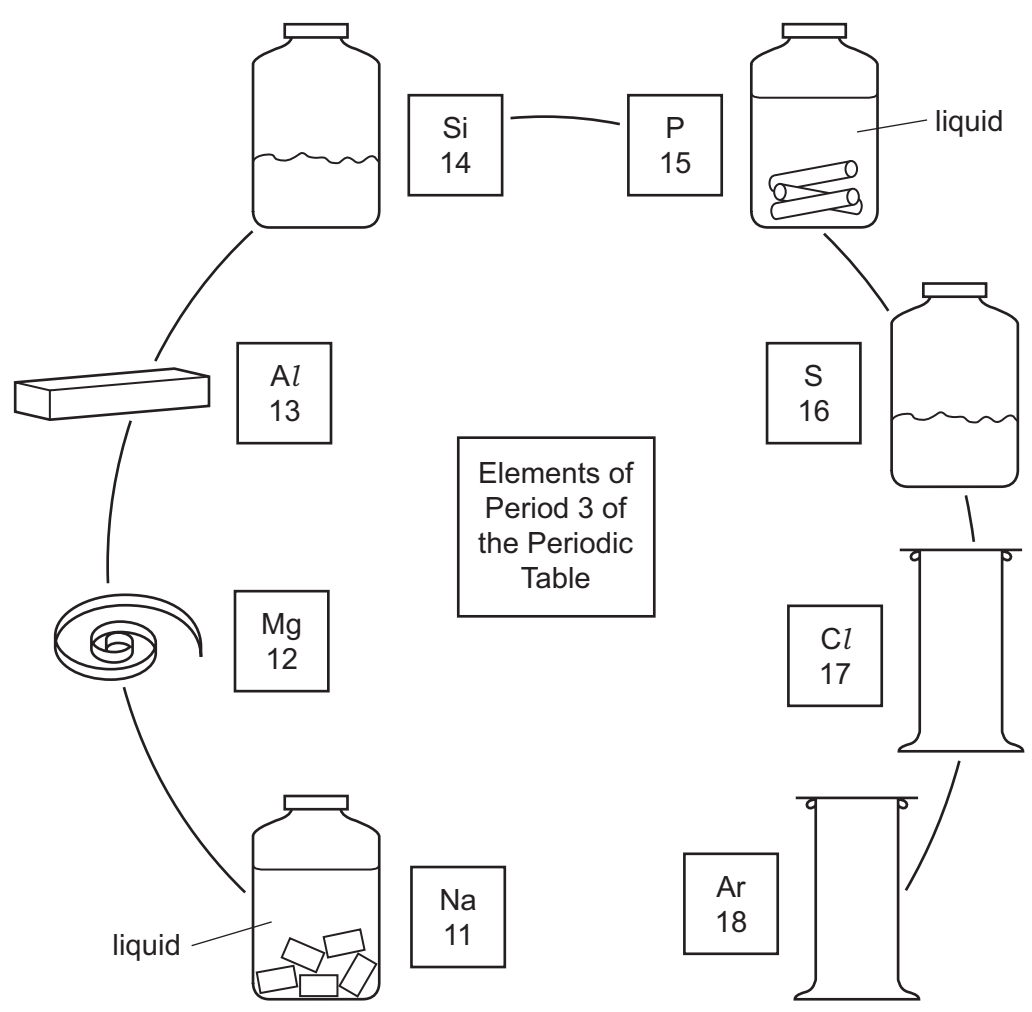 Si
14
P
15
liquid
Al
13
S
16
Elements of
Period 3 of
the Periodic
Table
Mg
12
Cl
17
Na
11
liquid
Ar
18